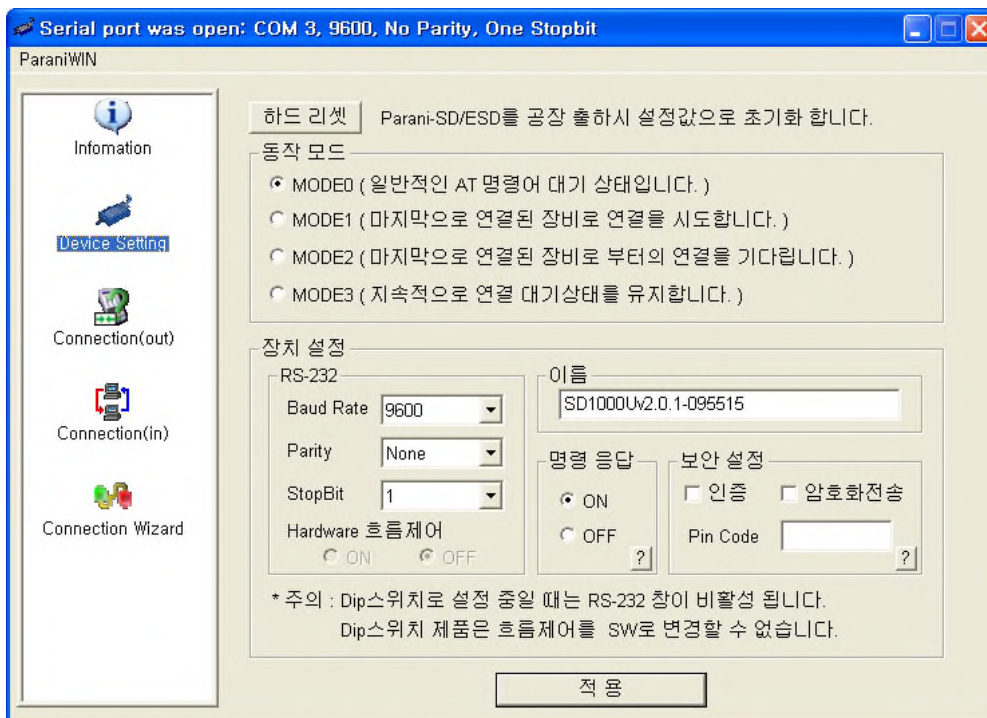 Serial port was open: COM 3, 9600, No Parity, One Stopbit
ParaniWIN
Infomation
Device Setting
Connection(out)
Connection(in)
Connection Wizard
하드 리셋 Parani-SD/ESD를 공장 출하시 설정값으로 초기화 합니다.
동작 모드
MODE0 ( 일반적인 AT 명령어 대기 상태입니다. )
MODE1 ( 마지막으로 연결된 장비로 연결을 시도합니다. )
MODE2 ( 마지막으로 연결된 장비로 부터의 연결을 기다립니다. )
MODE3 ( 지속적으로 연결 대기상태를 유지합니다. )
장치 설정
RS-232
Baud Rate 9600
Parity None
StopBit 1
Hardware 흐름제어
ON OFF
이름
SD1000Uv2.0.1-095515
명령 응답
ON
OFF
?
보안 설정
인증 암호화전송
Pin Code
?
* 주의 : Dip스위치로 설정 중일 때는 RS-232 창이 비활성 됩니다.
Dip스위치 제품은 흐름제어를 SW로 변경할 수 없습니다.
적 용